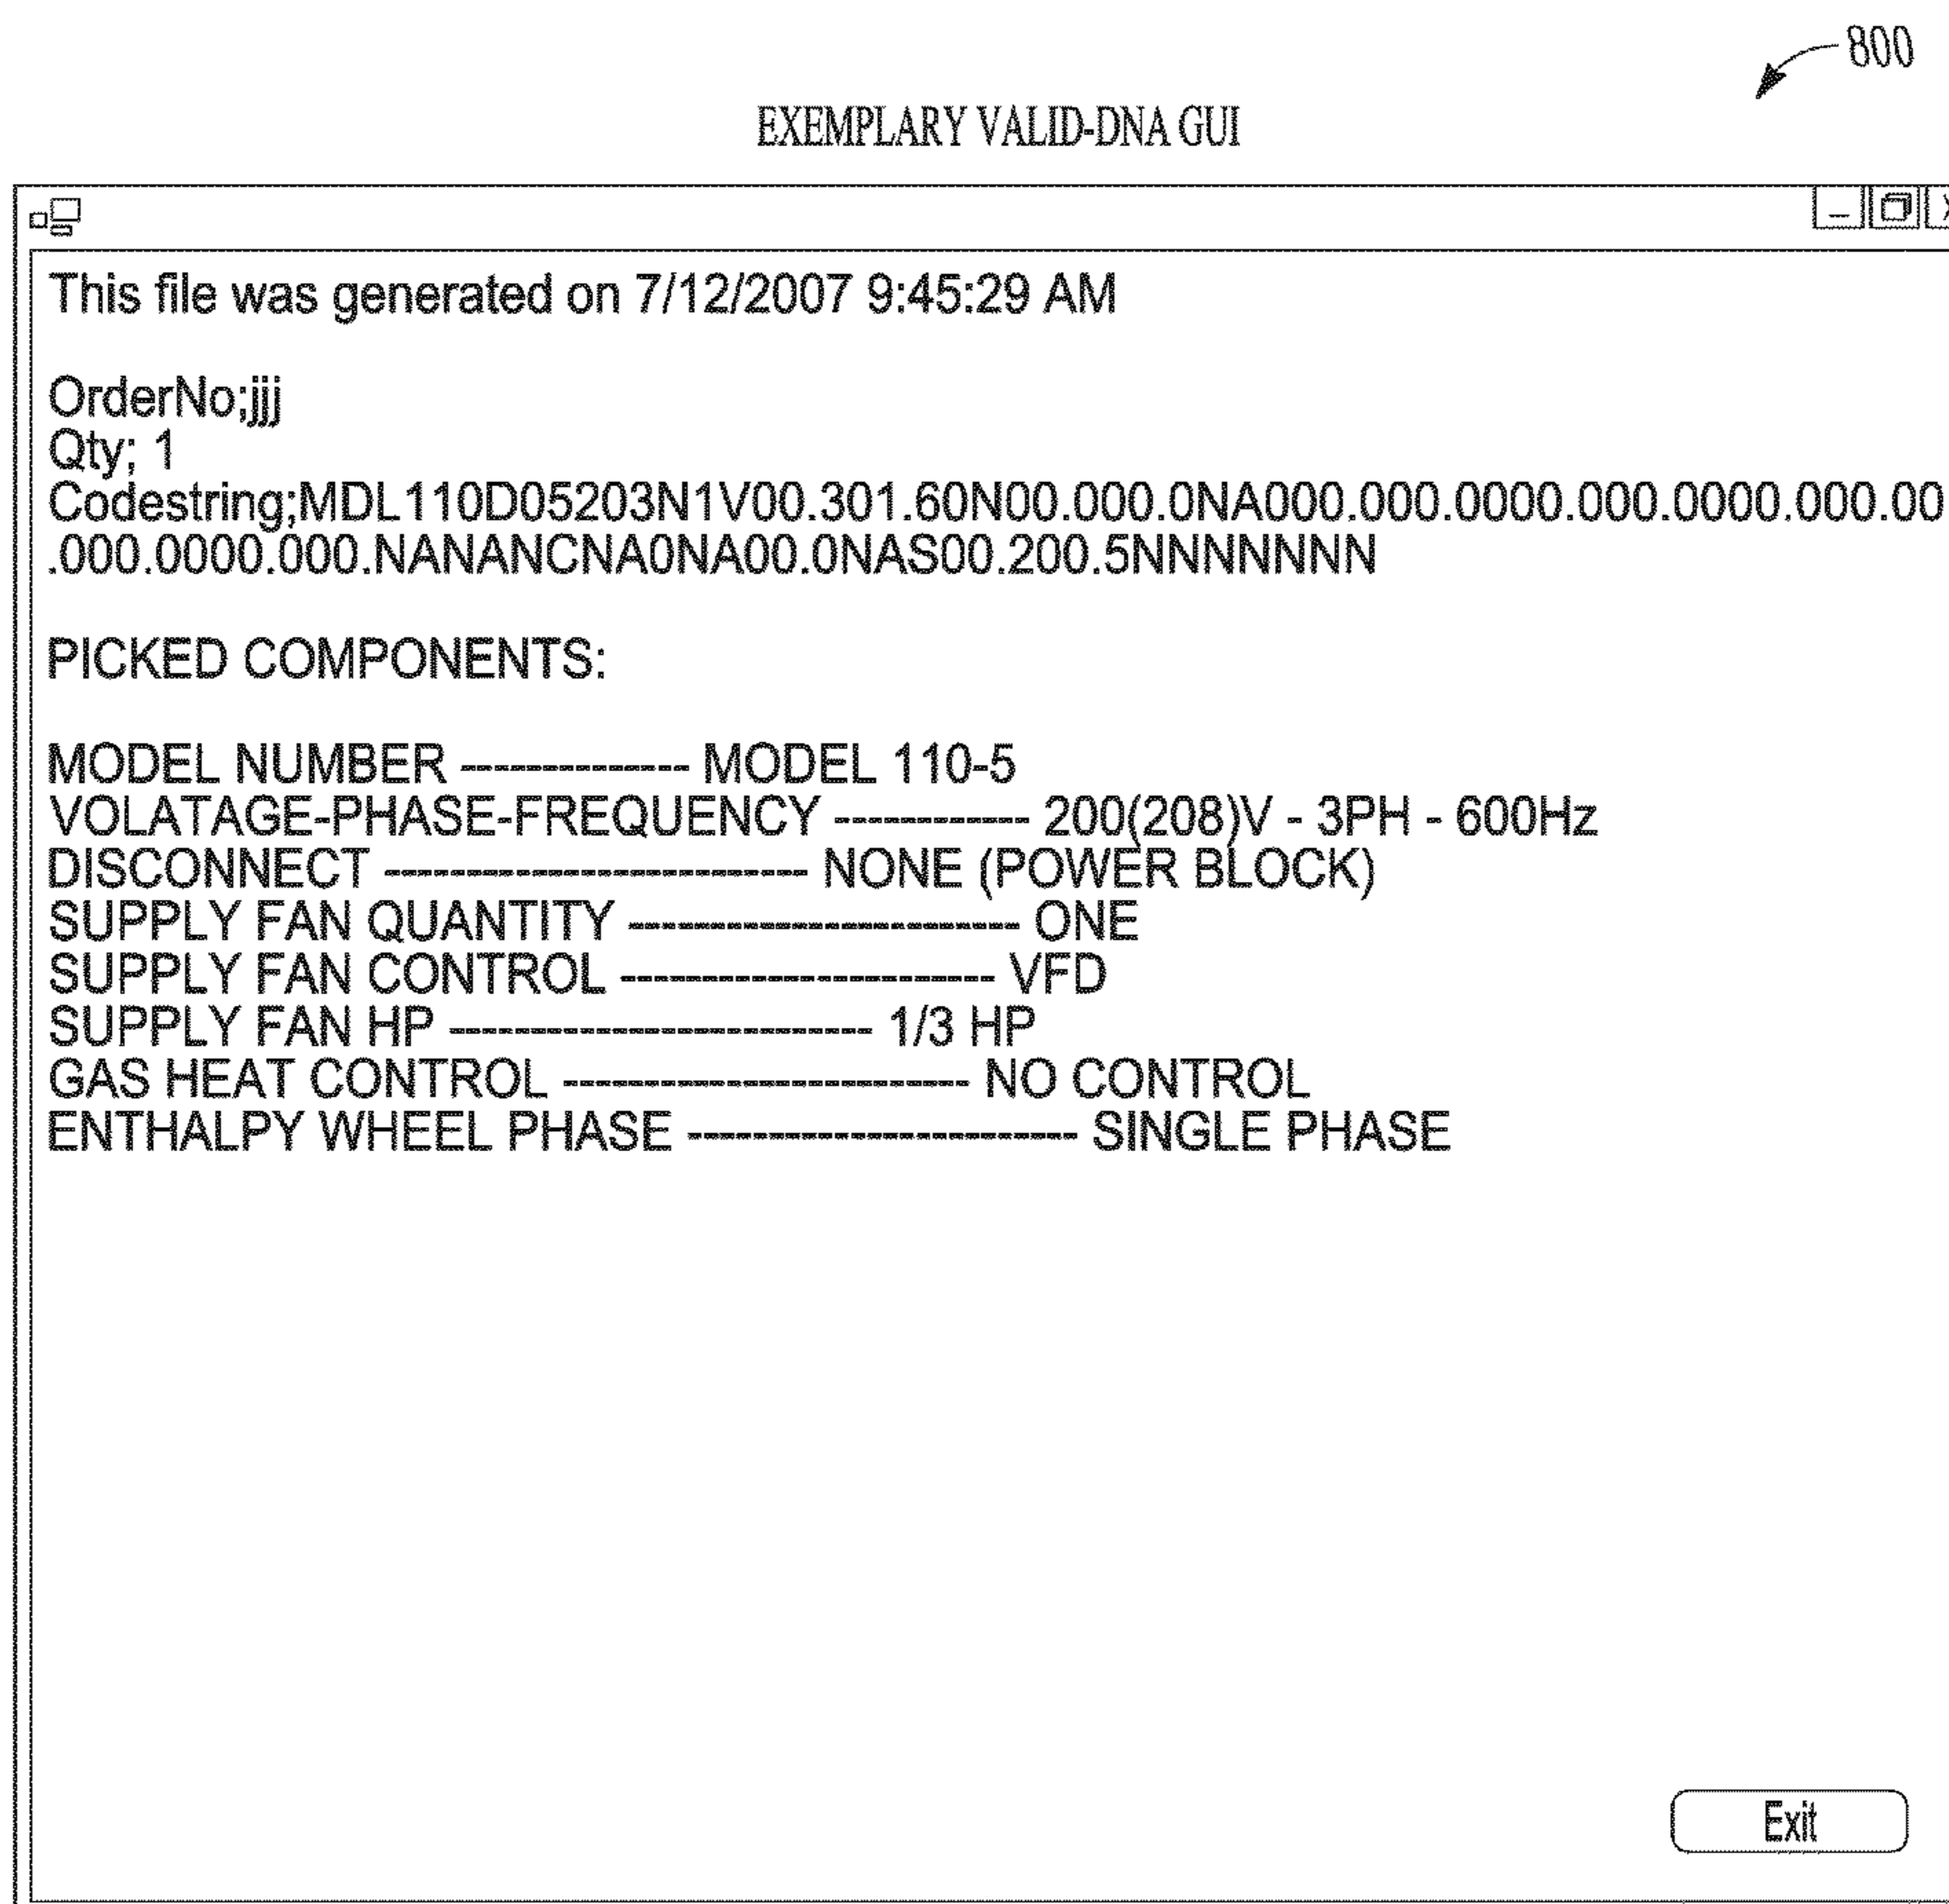 800
EXEMPLARY VALID-DNA GUI
This file was generated on 7/12/2007 9:45:29 AM
OrderNo;jjj
Qty; 1
Codestring;MDL110D05203N1V00.301.60N00.000.0NA000.000.0000.000.0000.000.00
.000.0000.000.NANANCNA0NA00.0NAS00.200.5NNNNNNN
PICKED COMPONENTS:
MODEL NUMBER -------------- MODEL 110-5
VOLATAGE-PHASE-FREQUENCY ------------ 200(208)V - 3PH - 600Hz
DISCONNECT -------------------------- NONE (POWER BLOCK)
SUPPLY FAN QUANTITY ------------------------ ONE
SUPPLY FAN CONTROL ----------------------- VFD
SUPPLY FAN HP -------------------------- 1/3 HP
GAS HEAT CONTROL ------------------------- NO CONTROL
ENTHALPY WHEEL PHASE ------------------------ SINGLE PHASE
Exit